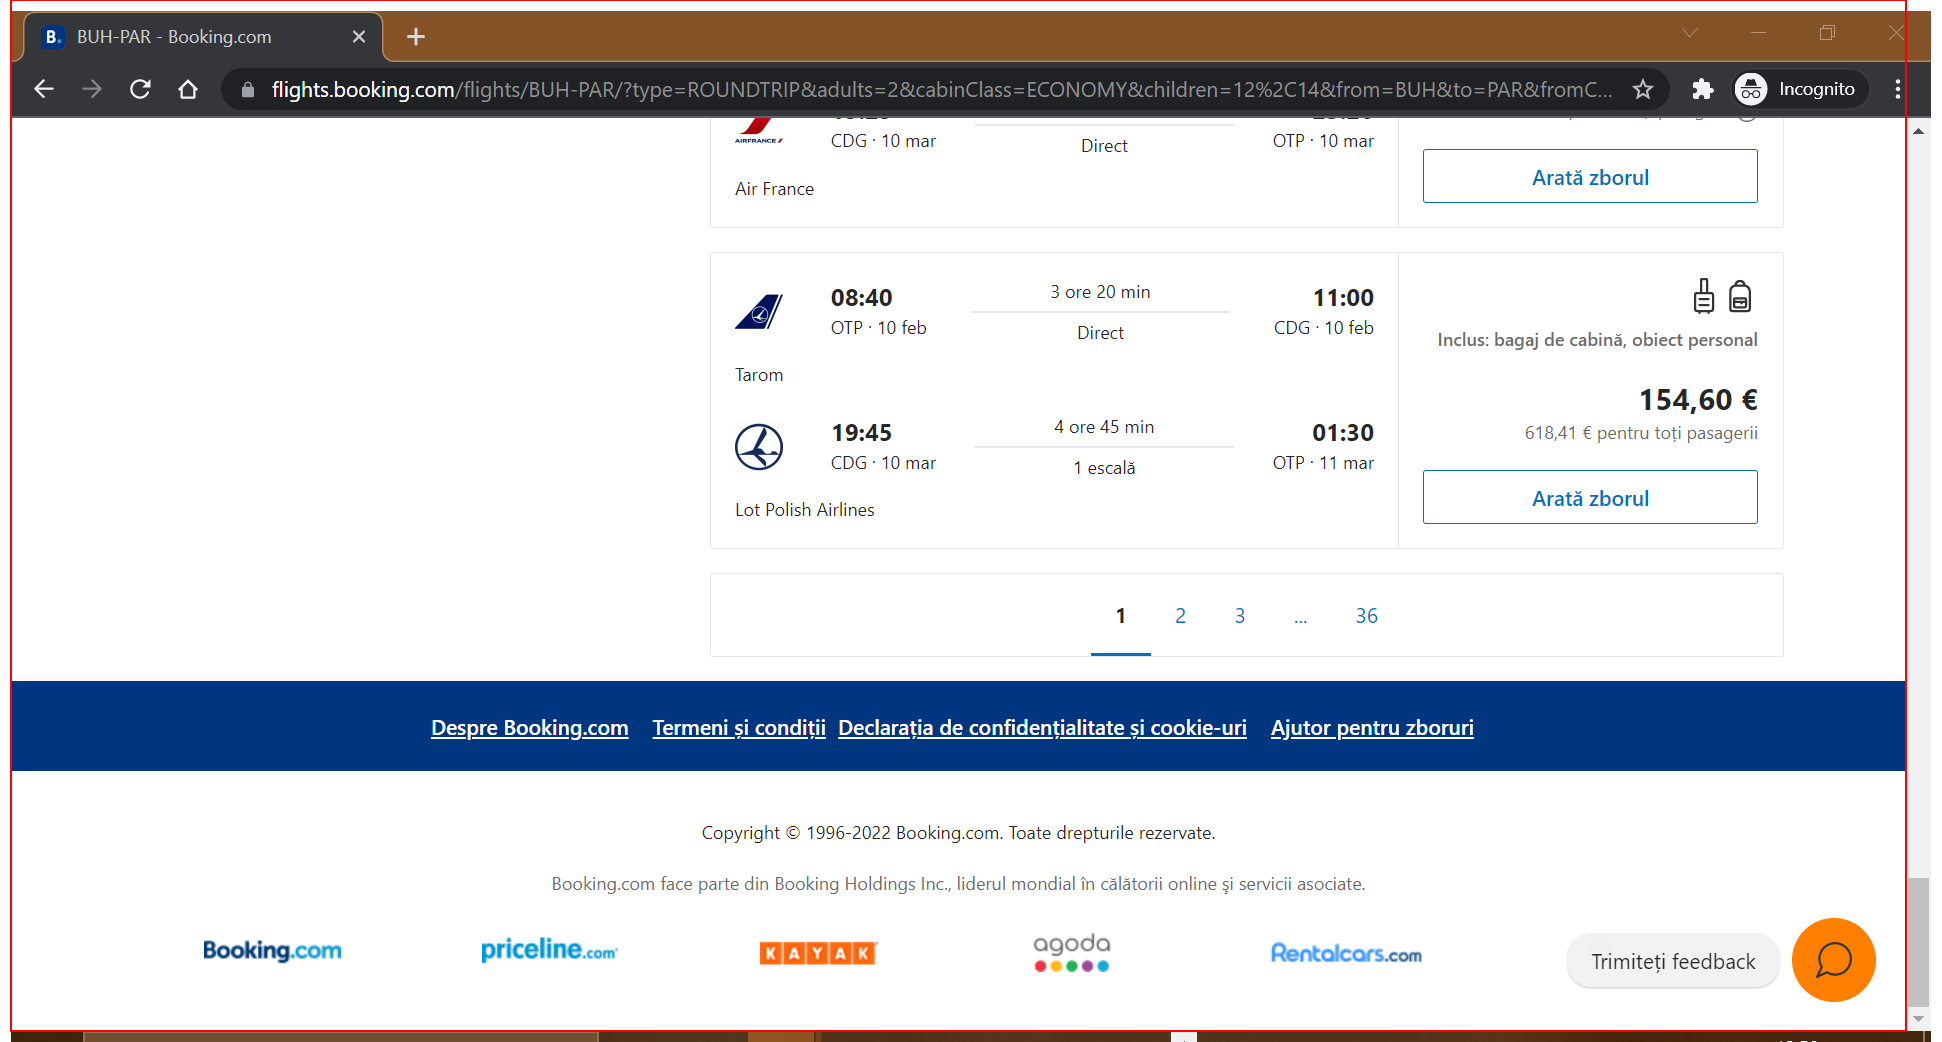 B. BUH-PAR - Booking.com
flights.booking.com/flights/BUH-PAR/?type=ROUNDTRIP&adults=2&cabinClass=ECONOMY&children=12%2C14&from=BUH&to=PAR&fromC...
Incognito
AIRFRANCE
CDG · 10 mar
Direct
OTP · 10 mar
Air France
Arată zborul
08:40
3 ore 20 min
11:00
OTP · 10 feb
Direct
CDG · 10 feb
Inclus: bagaj de cabină, obiect personal
Tarom
154,60 €
618,41 € pentru toți pasagerii
19:45
4 ore 45 min
01:30
CDG · 10 mar
1 escală
OTP · 11 mar
Lot Polish Airlines
Arată zborul
1 2 3 ... 36
Despre Booking.com Termeni și condiții Declarația de confidențialitate și cookie-uri Ajutor pentru zboruri
Copyright © 1996-2022 Booking.com. Toate drepturile rezervate.
Booking.com face parte din Booking Holdings Inc., liderul mondial în călătorii online şi servicii asociate.
Booking.com priceline.com KAYAK agoda Rentalcars.com
Trimiteți feedback